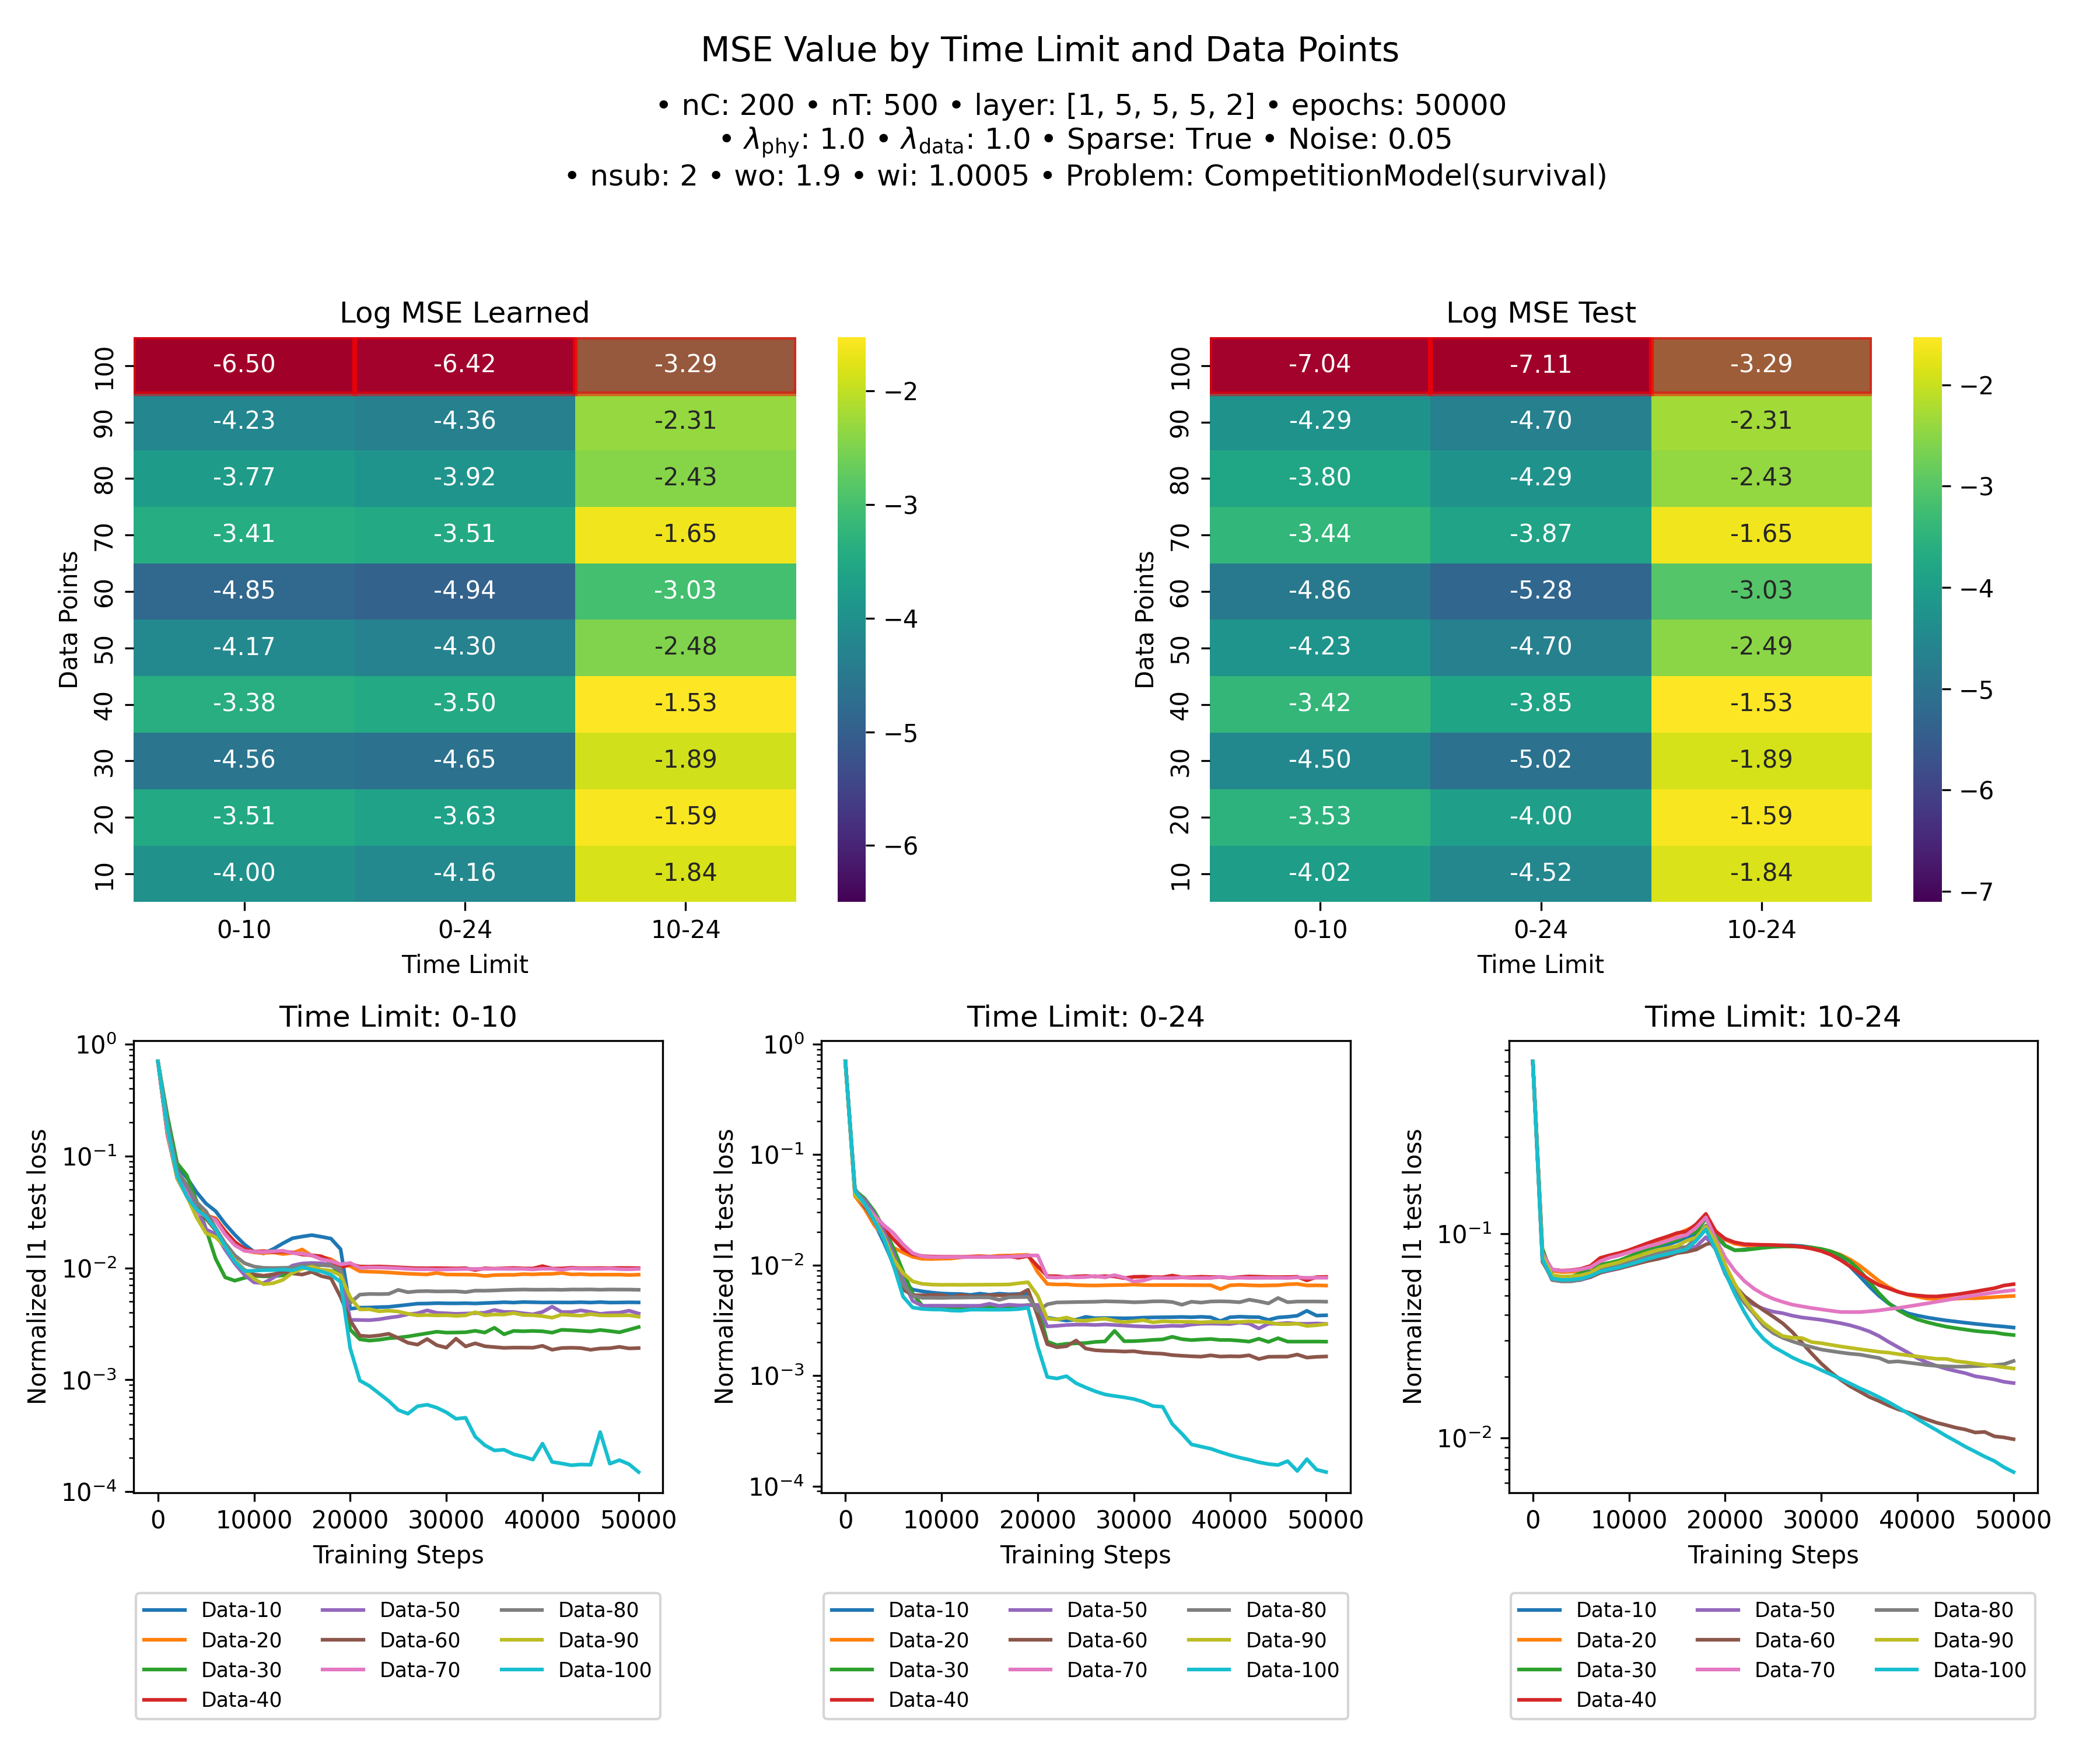 MSE Value by Time Limit and Data Points
• nC: 200 • nT: 500 • layer: [1, 5, 5, 5, 2] • epochs: 50000
• λphy: 1.0 • λdata: 1.0 • Sparse: True • Noise: 0.05
• nsub: 2 • wo: 1.9 • wi: 1.0005 • Problem: CompetitionModel(survival)
Log MSE Learned
Data Points
100 -6.50 -6.42 -3.29
90 -4.23 -4.36 -2.31
80 -3.77 -3.92 -2.43
70 -3.41 -3.51 -1.65
60 -4.85 -4.94 -3.03
50 -4.17 -4.30 -2.48
40 -3.38 -3.50 -1.53
30 -4.56 -4.65 -1.89
20 -3.51 -3.63 -1.59
10 -4.00 -4.16 -1.84
0-10 0-24 10-24
Time Limit
−2
−3
−4
−5
−6
Log MSE Test
Data Points
100 -7.04 -7.11 -3.29
90 -4.29 -4.70 -2.31
80 -3.80 -4.29 -2.43
70 -3.44 -3.87 -1.65
60 -4.86 -5.28 -3.03
50 -4.23 -4.70 -2.49
40 -3.42 -3.85 -1.53
30 -4.50 -5.02 -1.89
20 -3.53 -4.00 -1.59
10 -4.02 -4.52 -1.84
0-10 0-24 10-24
Time Limit
−2
−3
−4
−5
−6
−7
Time Limit: 0-10
Normalized l1 test loss
10⁰
10⁻¹
10⁻²
10⁻³
10⁻⁴
0 10000 20000 30000 40000 50000
Training Steps
Data-10 Data-50 Data-80
Data-20 Data-60 Data-90
Data-30 Data-70 Data-100
Data-40
Time Limit: 0-24
Normalized l1 test loss
10⁰
10⁻¹
10⁻²
10⁻³
10⁻⁴
0 10000 20000 30000 40000 50000
Training Steps
Data-10 Data-50 Data-80
Data-20 Data-60 Data-90
Data-30 Data-70 Data-100
Data-40
Time Limit: 10-24
Normalized l1 test loss
10⁻¹
10⁻²
0 10000 20000 30000 40000 50000
Training Steps
Data-10 Data-50 Data-80
Data-20 Data-60 Data-90
Data-30 Data-70 Data-100
Data-40